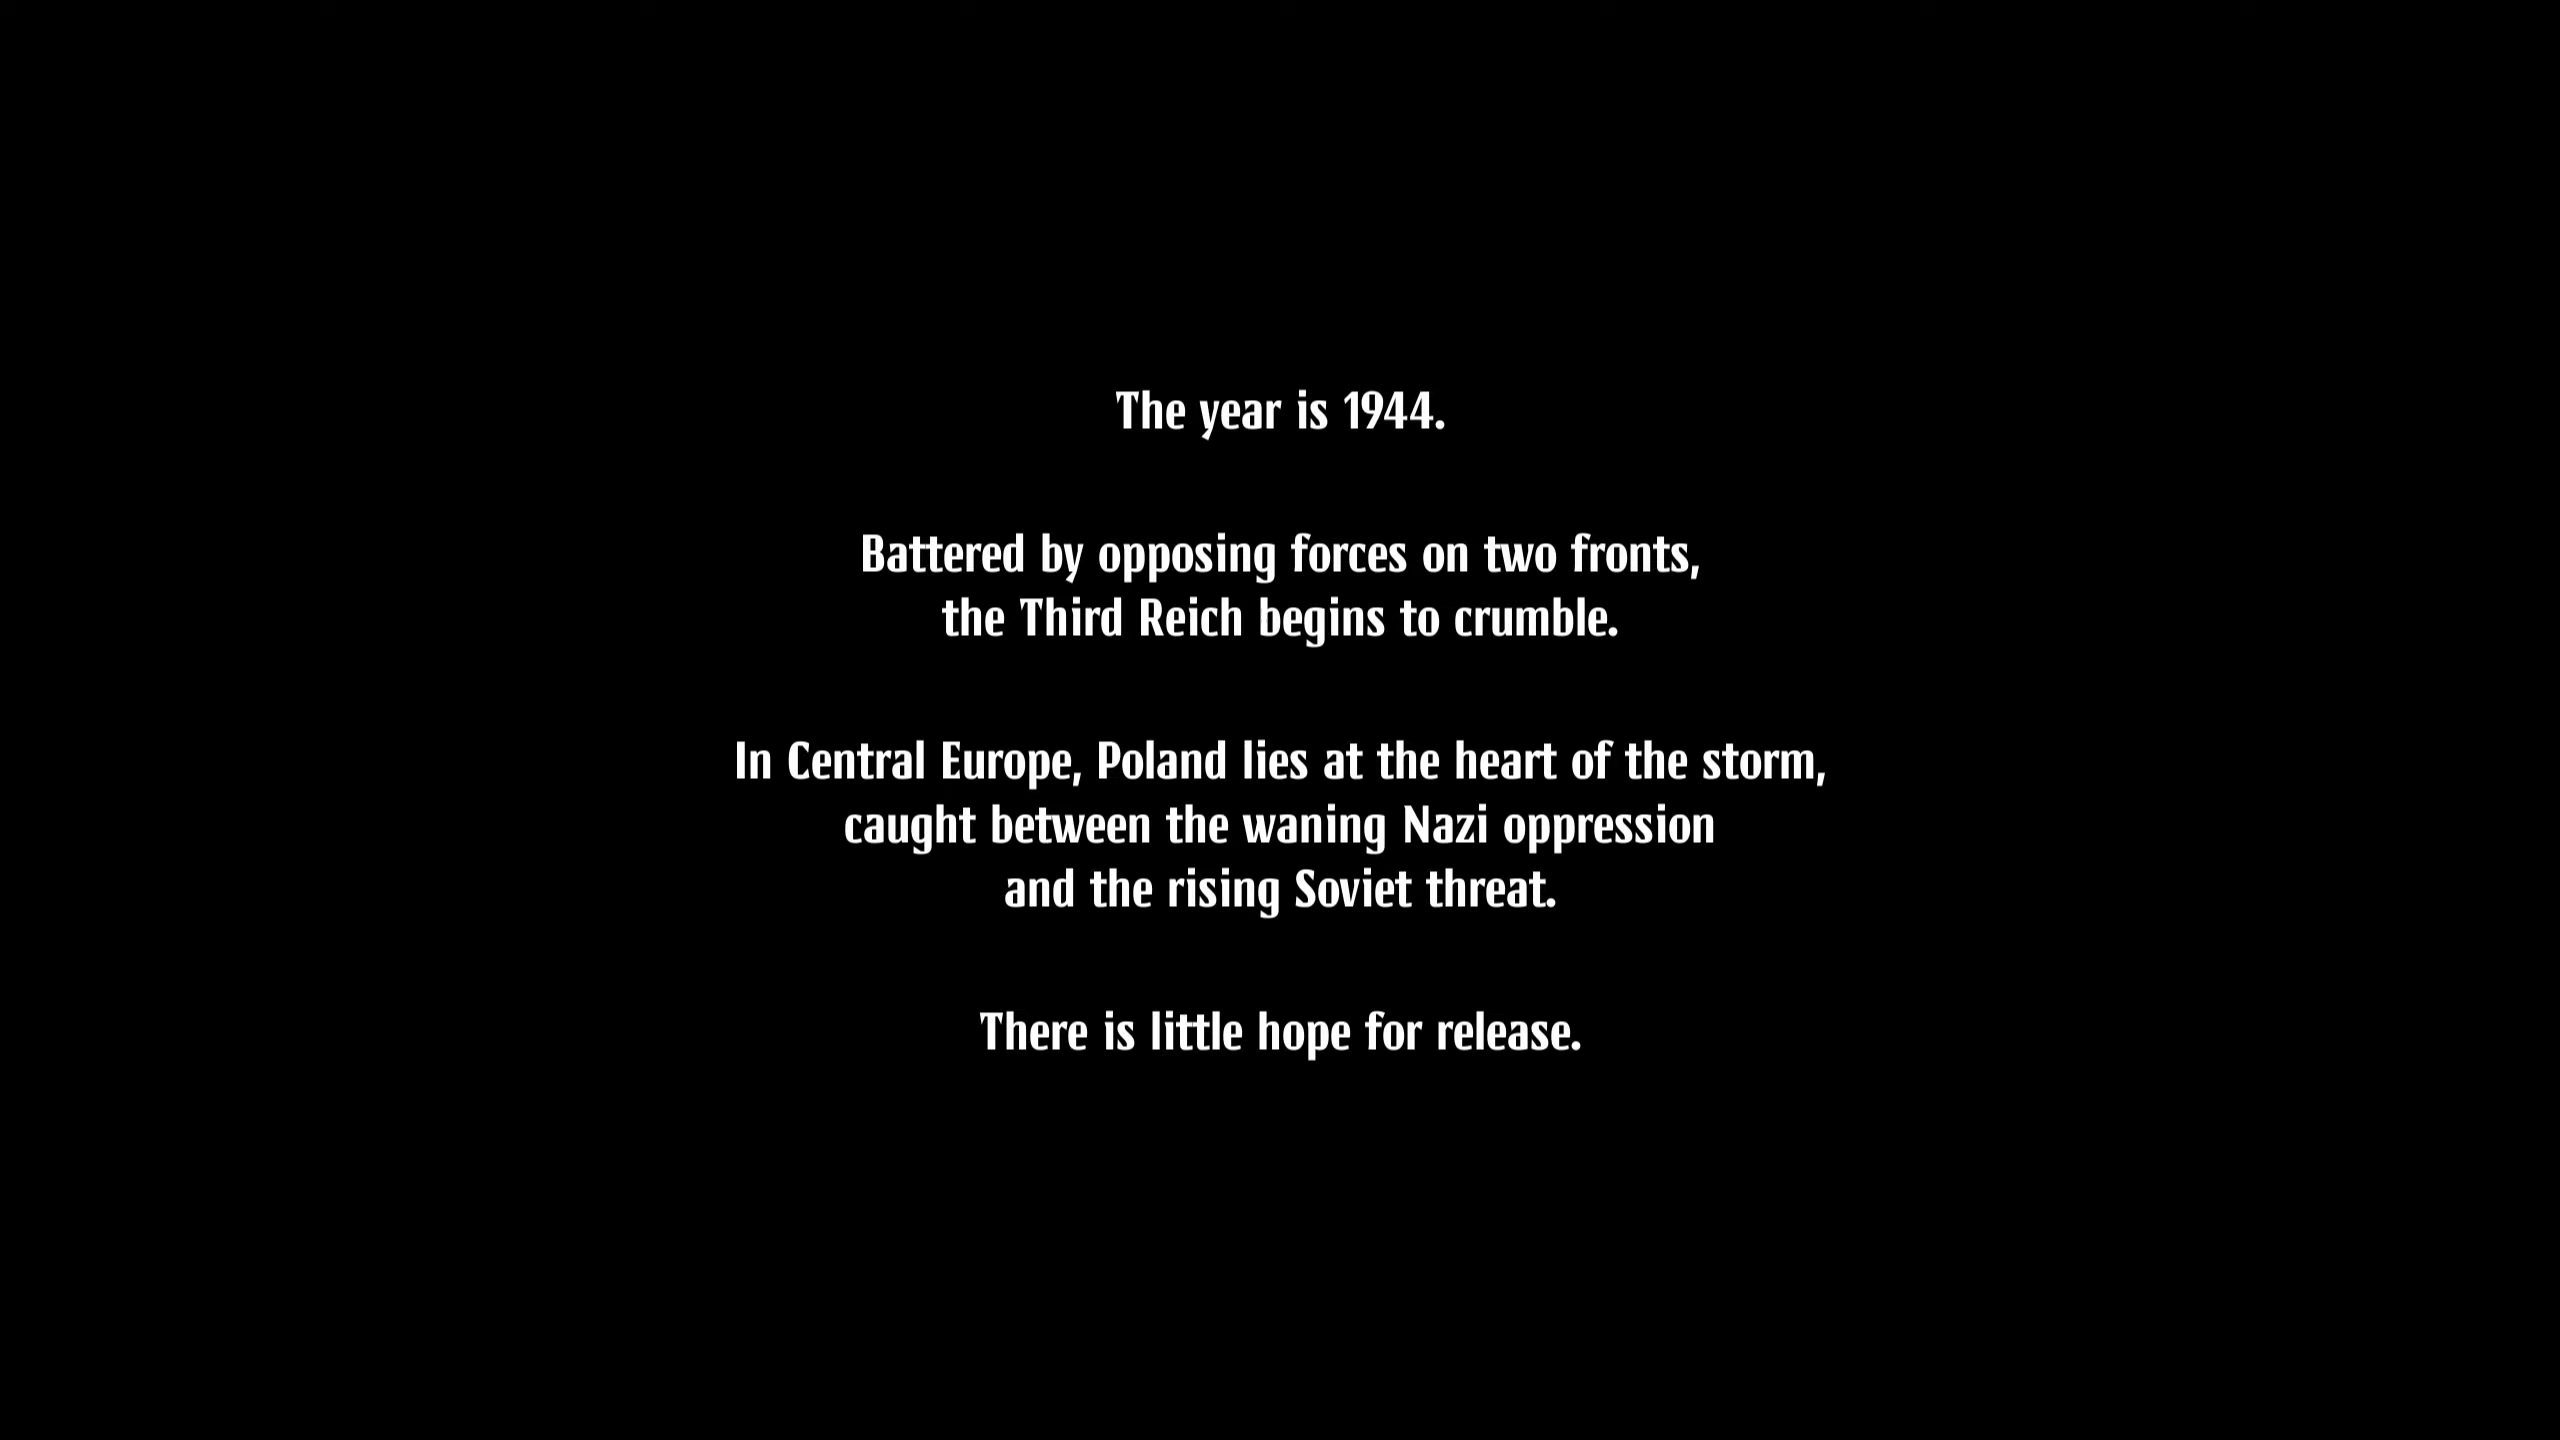 The year is 1944.
Battered by opposing forces on two fronts,
the Third Reich begins to crumble.
In Central Europe, Poland lies at the heart of the storm,
caught between the waning Nazi oppression
and the rising Soviet threat.
There is little hope for release.